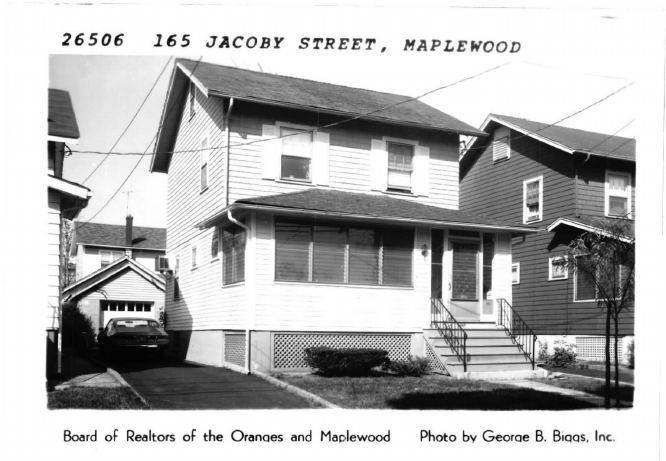 26506 165 JACOBY STREET, MAPLEWOOD
Board of Realtors of the Oranges and Maplewood Photo by George B. Biggs, Inc.